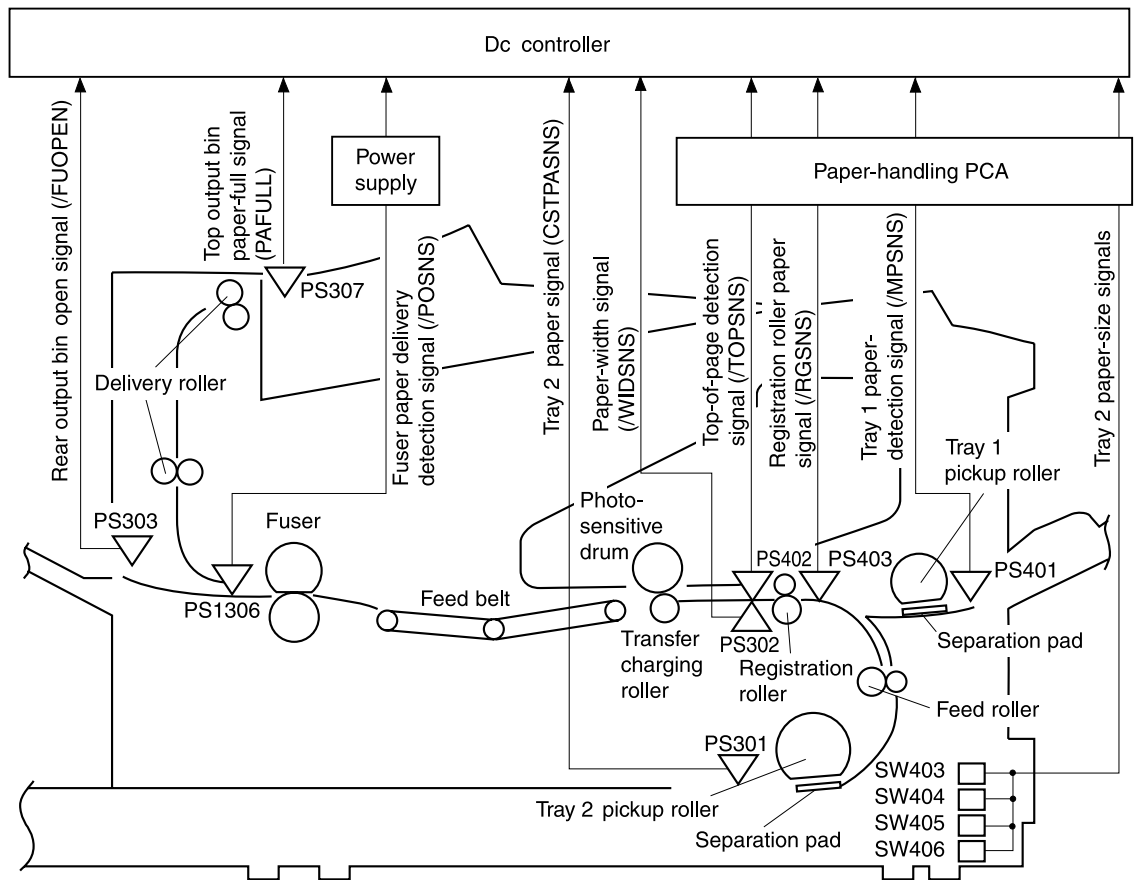 Dc controller
Rear output bin open signal (/FUOPEN)
Top output bin
paper-full signal
(PAFULL)
Power
supply
Fuser paper delivery
detection signal (/POSNS)
Tray 2 paper signal (CSTPASNS)
Paper-width signal
(/WIDSNS)
Paper-handling PCA
Top-of-page detection
signal (/TOPSNS)
Registration roller paper
signal (/RGSNS)
Tray 1 paper-
detection signal (/MPSNS)
Tray 2 paper-size signals
PS307
Delivery roller
Tray 1
pickup roller
PS303
Fuser
Photo-
sensitive
drum
PS402
PS403
PS401
PS1306
Feed belt
Transfer
charging
roller
PS302
Registration
roller
Separation pad
Feed roller
PS301
Tray 2 pickup roller
Separation pad
SW403
SW404
SW405
SW406